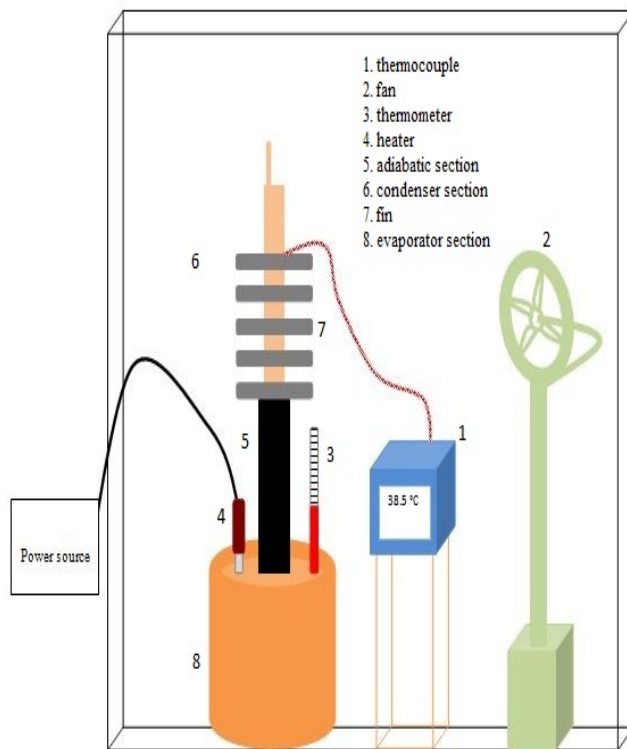 1. thermocouple
2. fan
3. thermometer
4. heater
5. adiabatic section
6. condenser section
7. fin
8. evaporator section
2
6
7
1
5
3
38.5 °C
4
Power source
8